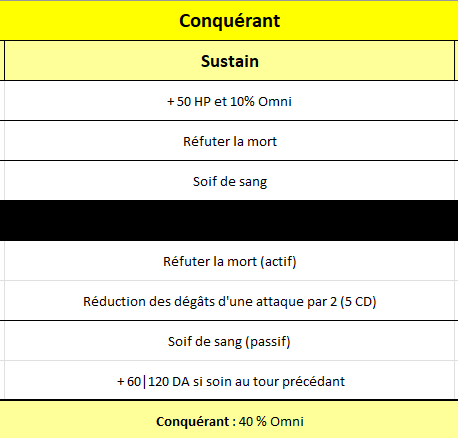 Conquérant
Sustain
+ 50 HP et 10% Omni
Réfuter la mort
Soif de sang
Réfuter la mort (actif)
Réduction des dégâts d'une attaque par 2 (5 CD)
Soif de sang (passif)
+ 60|120 DA si soin au tour précédant
Conquérant : 40 % Omni